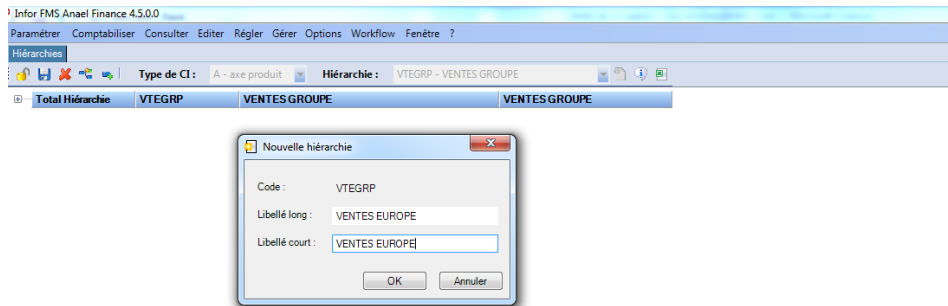 Infor FMS Anael Finance 4.5.0.0
Paramétrer Comptabiliser Consulter Editer Régler Gérer Options Workflow Fenêtre ?
Hiérarchies
Type de CI : A - axe produit Hiérarchie : VTEGRP - VENTES GROUPE
Total Hiérarchie VTEGRP VENTES GROUPE VENTES GROUPE
Nouvelle hiérarchie
Code : VTEGRP
Libellé long : VENTES EUROPE
Libellé court : VENTES EUROPE
OK Annuler